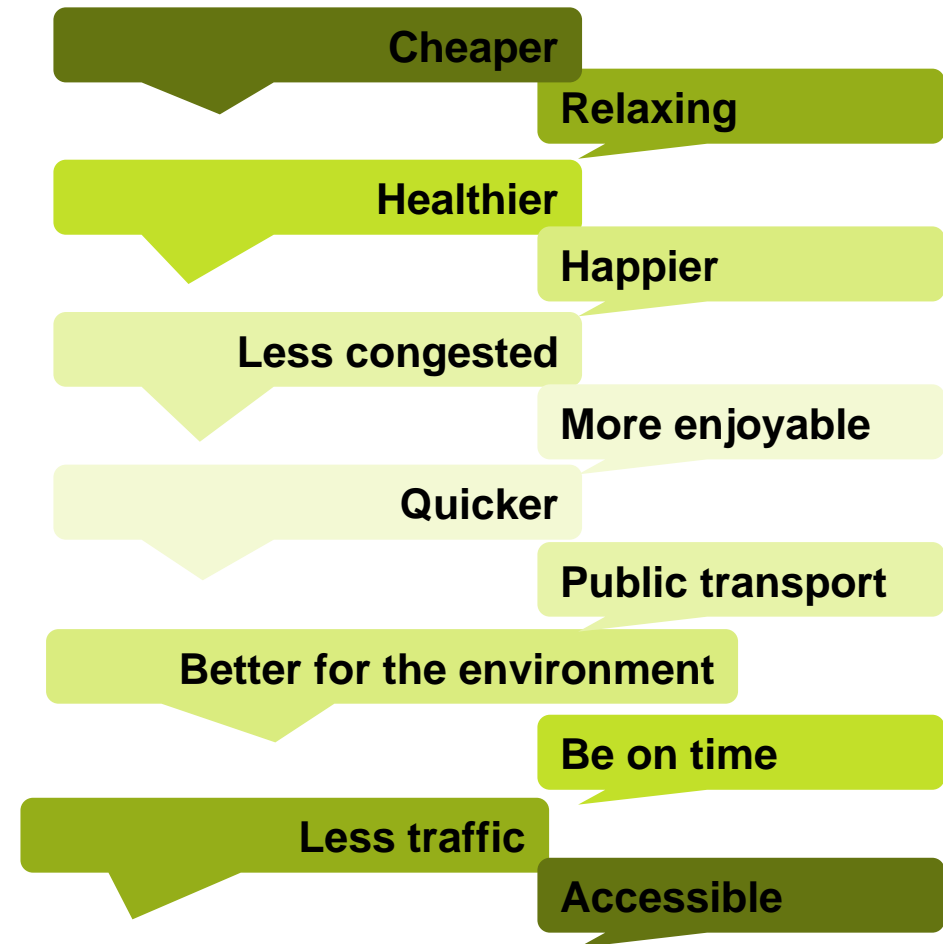 Cheaper
Relaxing
Healthier
Happier
Less congested
More enjoyable
Quicker
Public transport
Better for the environment
Be on time
Less traffic
Accessible